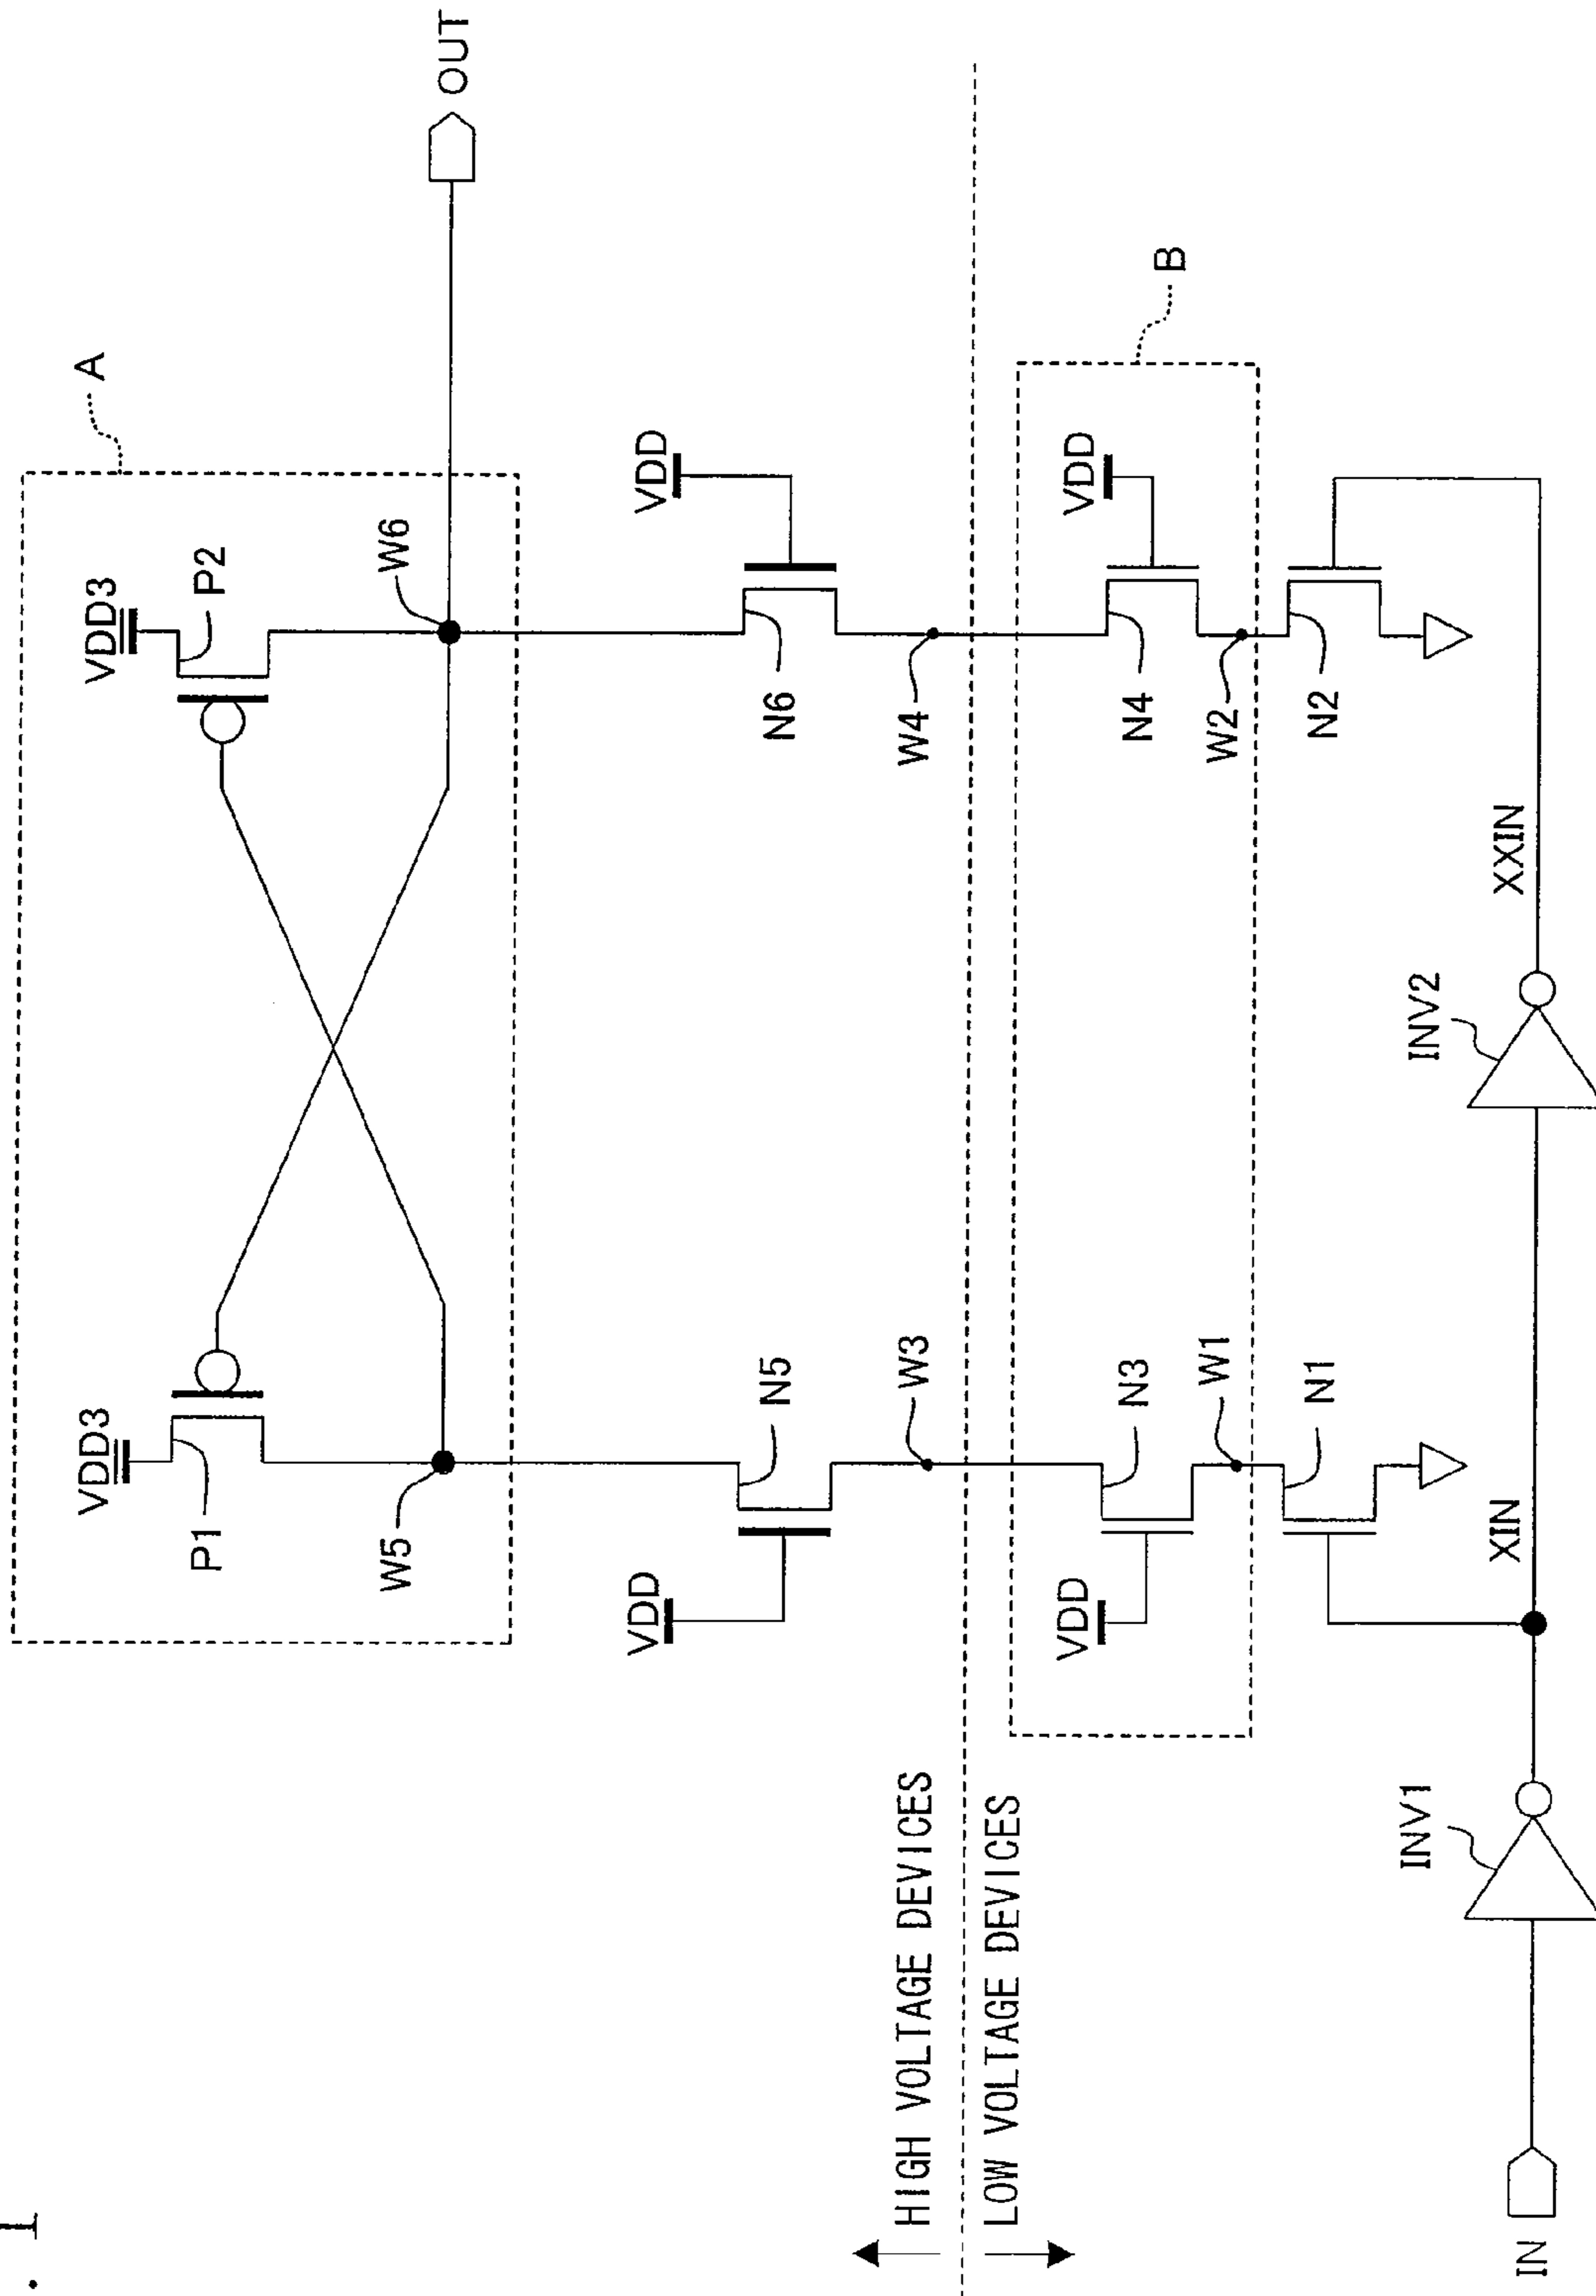 . 1
A
VDD3
VDD3
P1
P2
W5
W6
OUT
VDD
VDD
N5
N6
W3
W4
HIGH VOLTAGE DEVICES
LOW VOLTAGE DEVICES
B
VDD
VDD
N3
N4
W1
W2
N1
N2
XIN
XXIN
INV1
INV2
IN